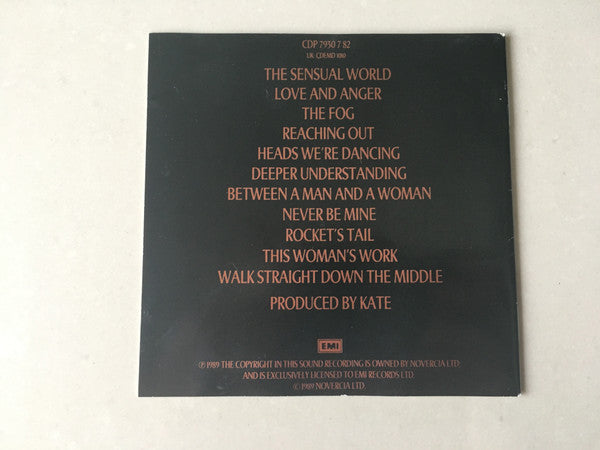 CDP 7930 7 82
UK: CDEMD 1010
THE SENSUAL WORLD
LOVE AND ANGER
THE FOG
REACHING OUT
HEADS WE'RE DANCING
DEEPER UNDERSTANDING
BETWEEN A MAN AND A WOMAN
NEVER BE MINE
ROCKET'S TAIL
THIS WOMAN'S WORK
WALK STRAIGHT DOWN THE MIDDLE
PRODUCED BY KATE
EMI
℗ 1989 THE COPYRIGHT IN THIS SOUND RECORDING IS OWNED BY NOVERCIA LTD
AND IS EXCLUSIVELY LICENSED TO EMI RECORDS LTD.
© 1989 NOVERCIA LTD.